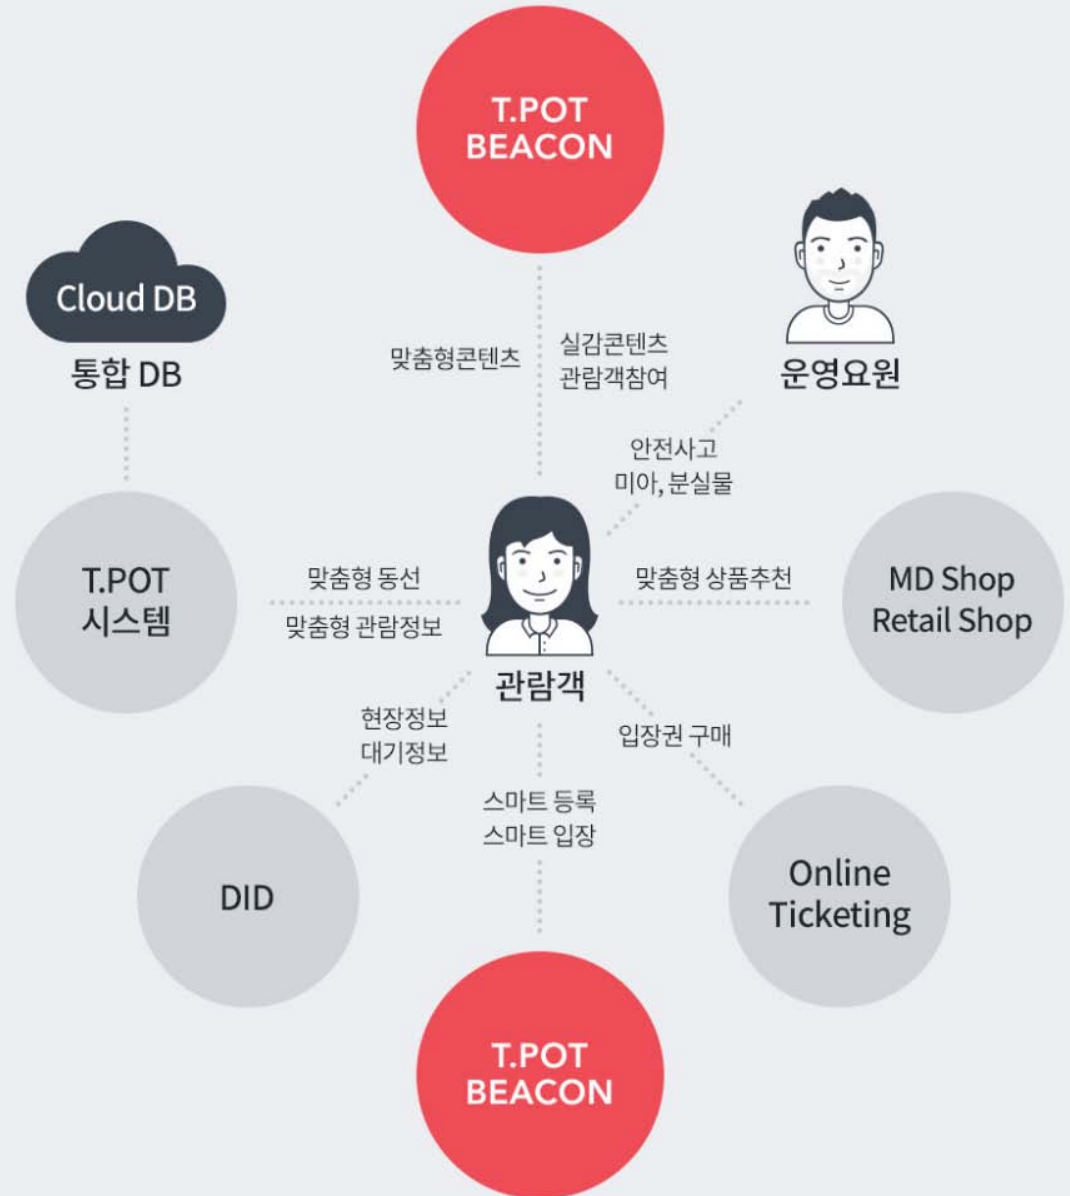 T.POT
BEACON
Cloud DB
통합 DB
맞춤형콘텐츠
실감콘텐츠
관람객참여
운영요원
안전사고
미아, 분실물
T.POT
시스템
맞춤형 동선
맞춤형 관람정보
맞춤형 상품추천
MD Shop
Retail Shop
관람객
현장정보
대기정보
입장권 구매
스마트 등록
스마트 입장
DID
Online
Ticketing
T.POT
BEACON